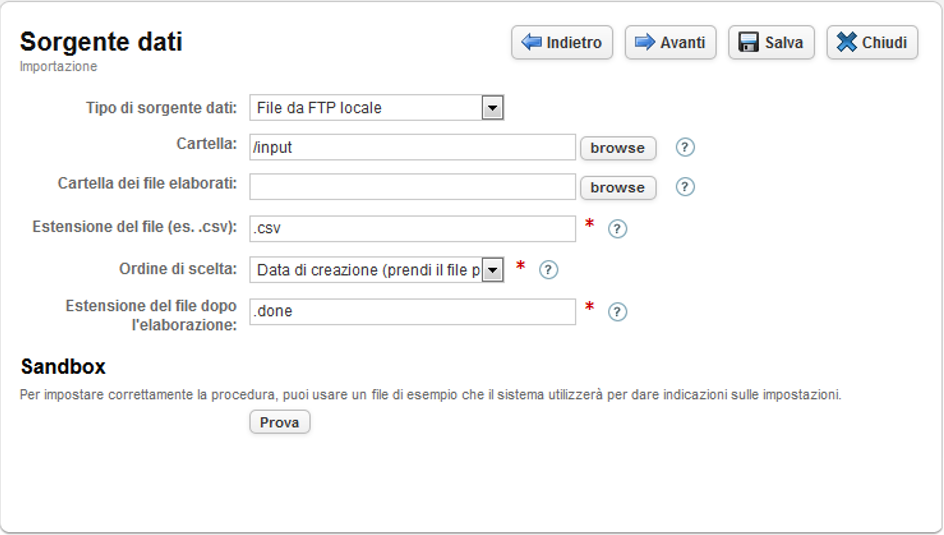 Sorgente dati
Importazione
Indietro
Avanti
Salva
Chiudi
Tipo di sorgente dati: File da FTP locale
Cartella: /input browse ?
Cartella dei file elaborati: browse ?
Estensione del file (es. .csv): .csv * ?
Ordine di scelta: Data di creazione (prendi il file p * ?
Estensione del file dopo
l'elaborazione: .done * ?
Sandbox
Per impostare correttamente la procedura, puoi usare un file di esempio che il sistema utilizzerà per dare indicazioni sulle impostazioni.
Prova